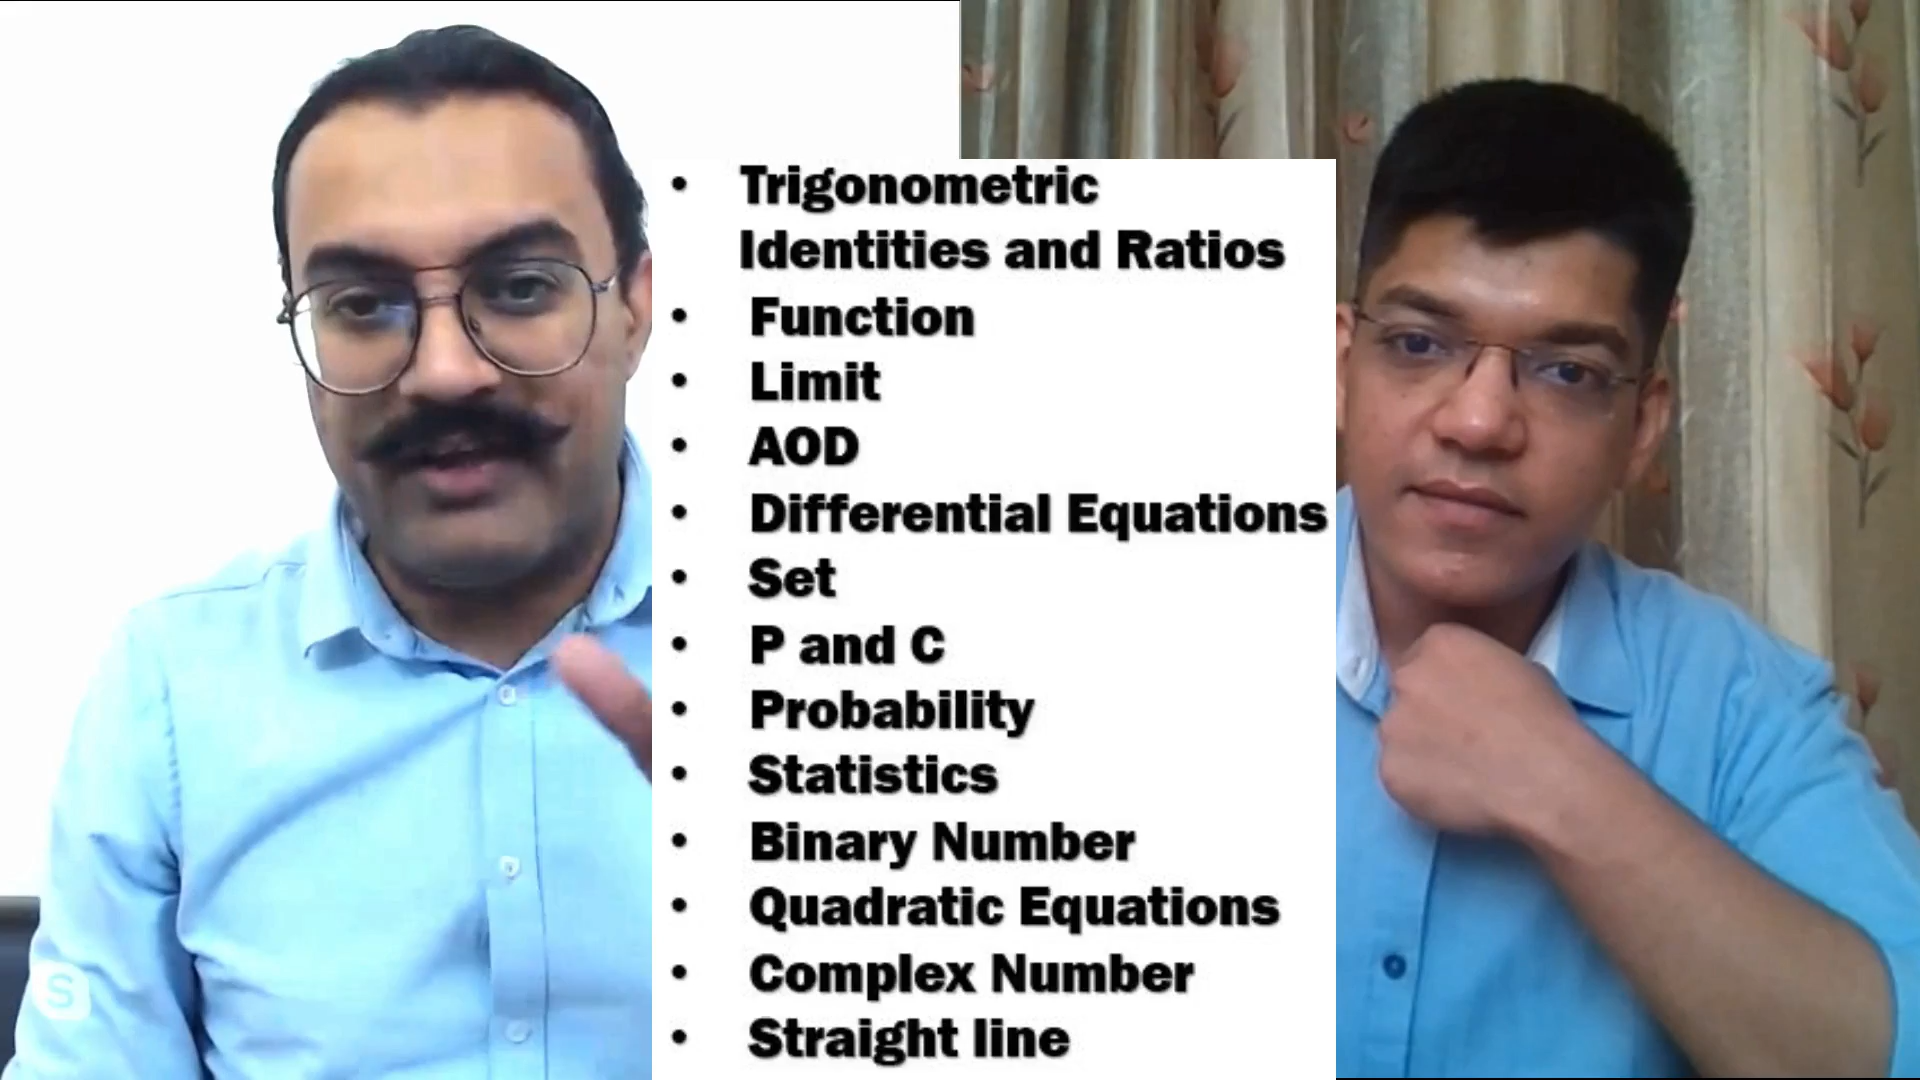 • Trigonometric
Identities and Ratios
• Function
• Limit
• AOD
• Differential Equations
• Set
• P and C
• Probability
• Statistics
• Binary Number
• Quadratic Equations
• Complex Number
• Straight line
S